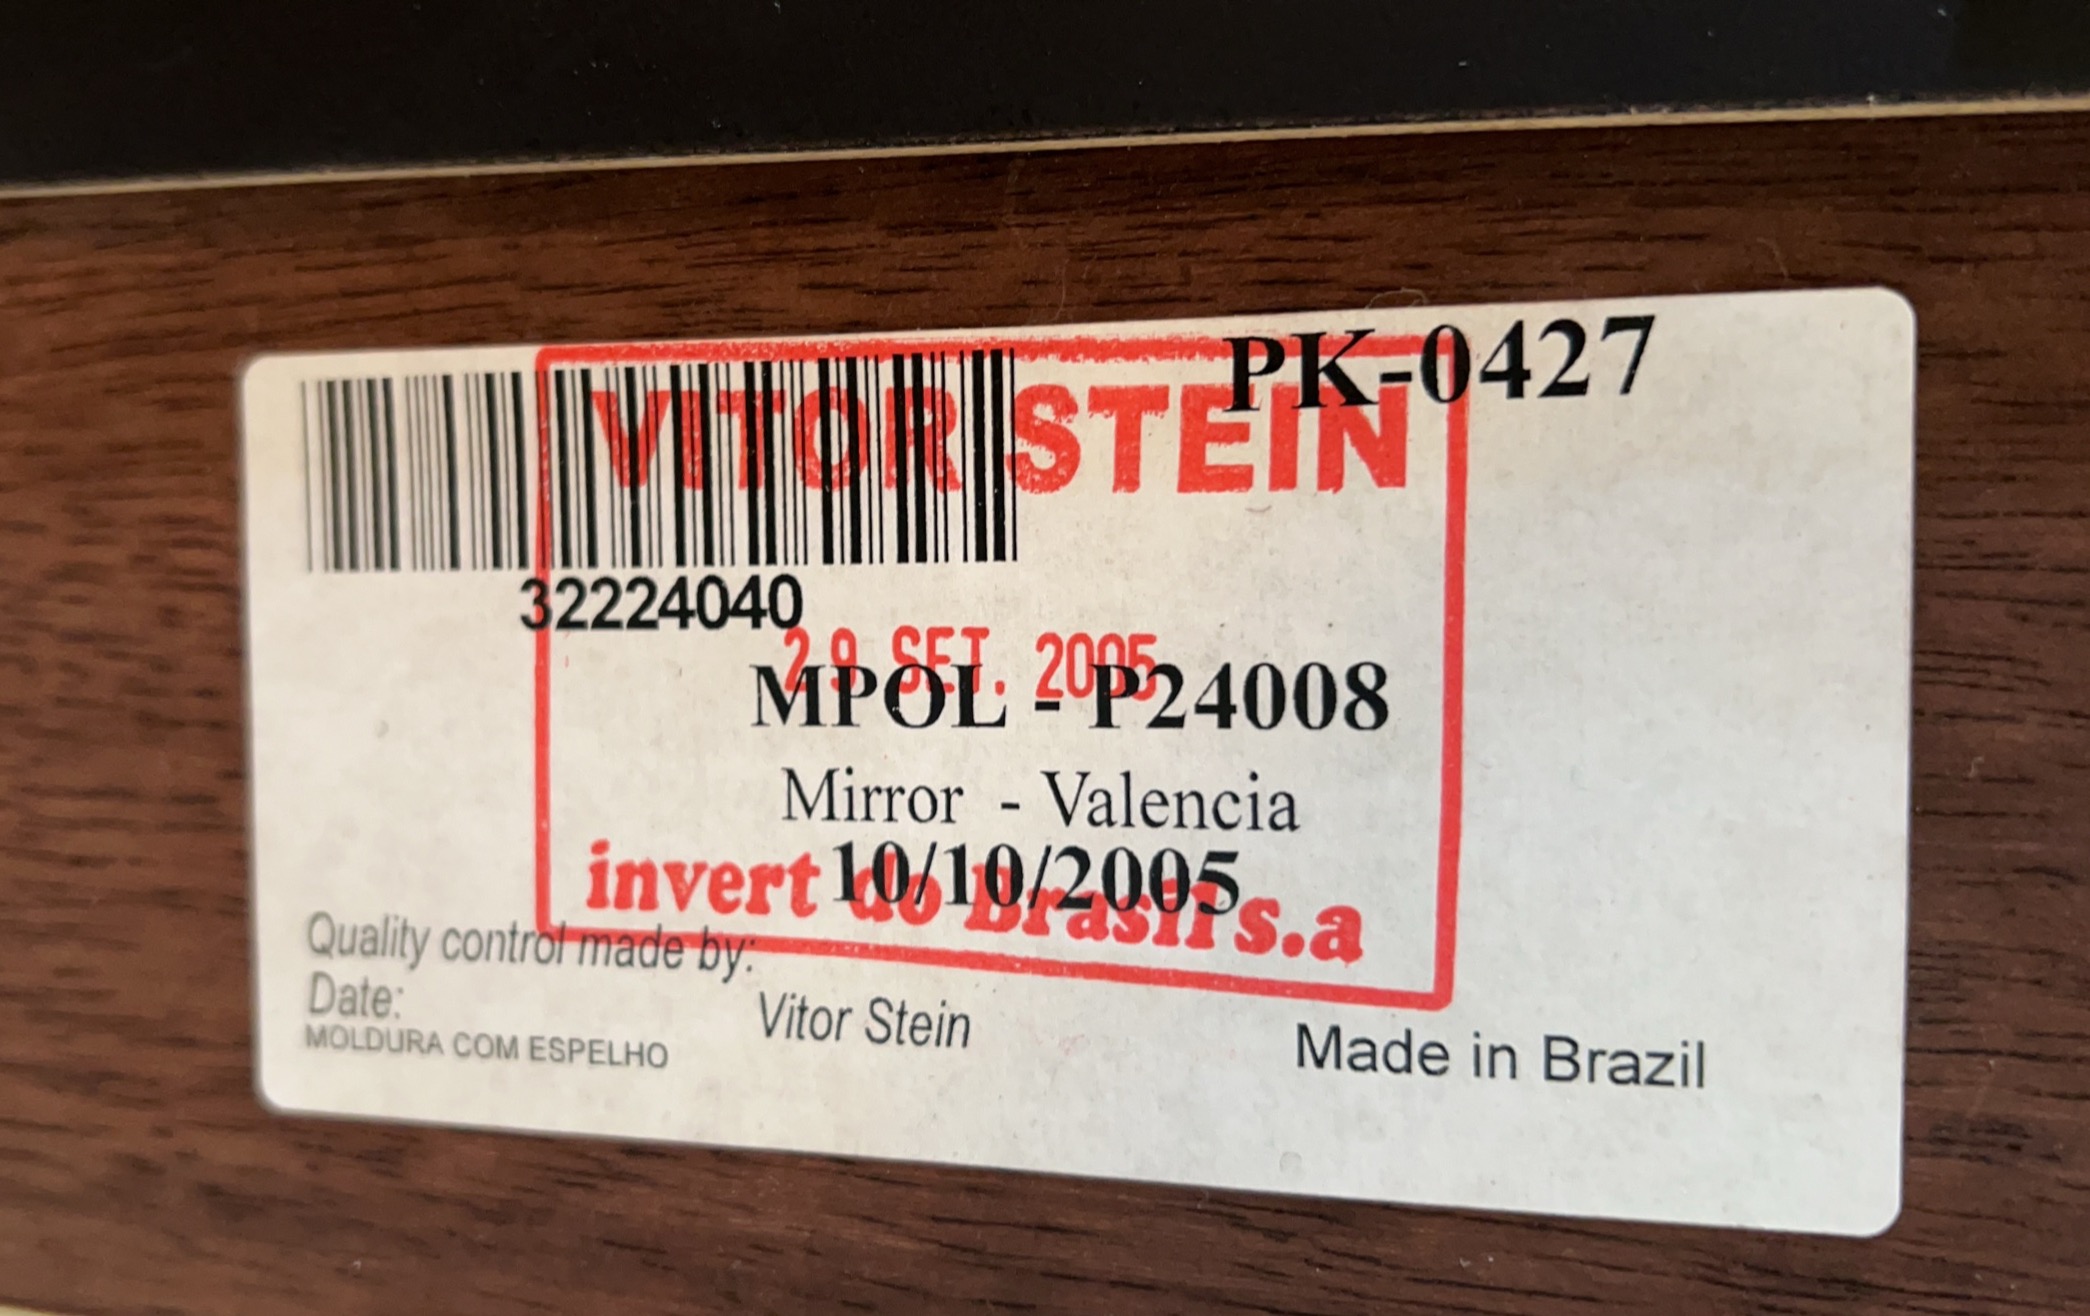 PK-0427
VITOR STEIN
32224040
29 SET. 2005
MPOL - P24008
Mirror - Valencia
10/10/2005
invert do Brasil s.a
Quality control made by:
Date:
Vitor Stein
MOLDURA COM ESPELHO
Made in Brazil